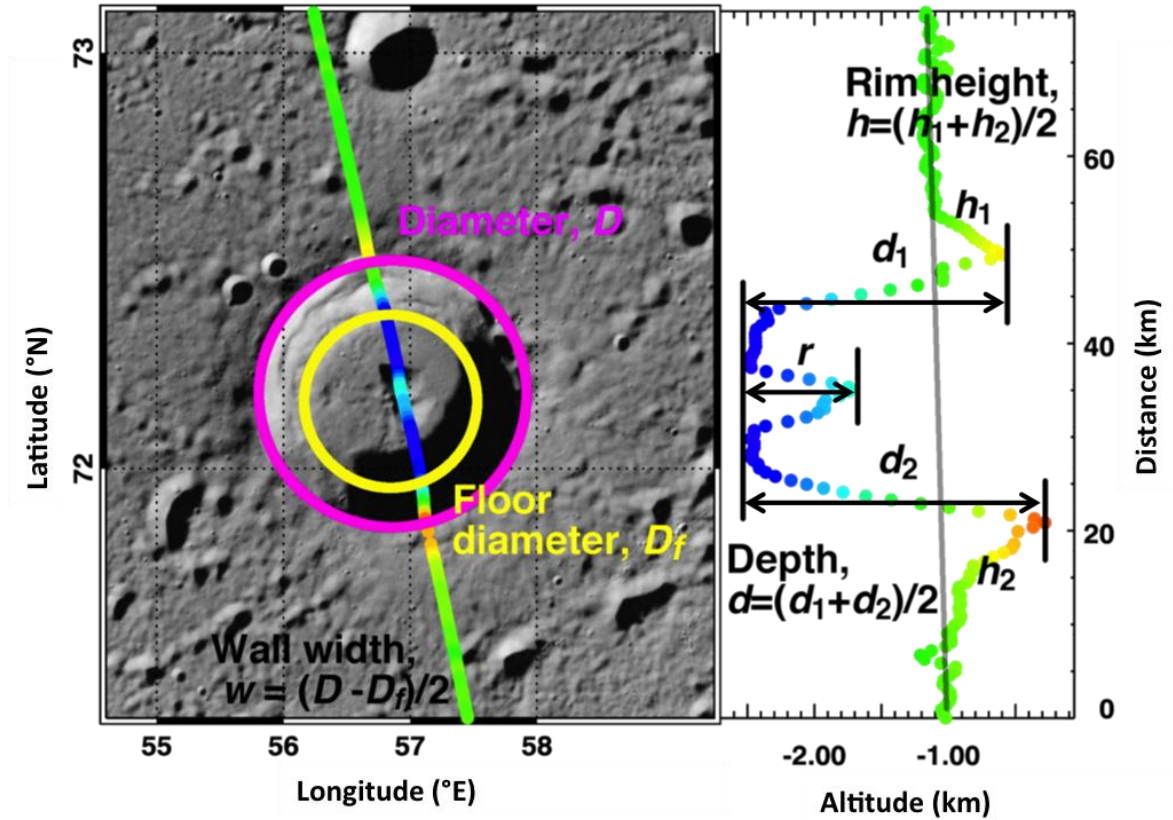 73
72
Latitude (°N)
Diameter, D
Floor
diameter, Df
Wall width,
w = (D -Df)/2
55
56
57
58
Longitude (°E)
Rim height,
h=(h1+h2)/2
h1
d1
r
d2
h2
Depth,
d=(d1+d2)/2
60
40
20
0
Distance (km)
-2.00
-1.00
Altitude (km)